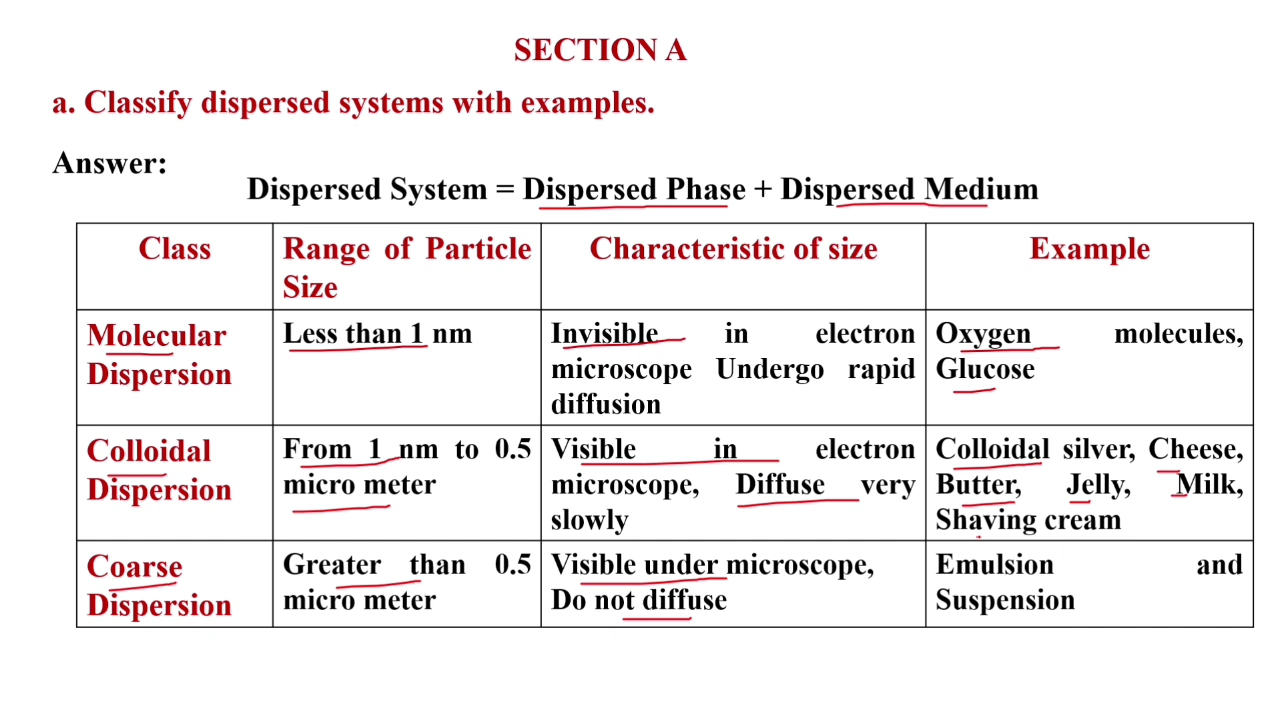 SECTION A
a. Classify dispersed systems with examples.
Answer:
Dispersed System = Dispersed Phase + Dispersed Medium
Class
Range of Particle
Size
Characteristic of size
Example
Molecular
Dispersion
Less than 1 nm
Invisible in electron
microscope Undergo rapid
diffusion
Oxygen molecules,
Glucose
Colloidal
Dispersion
From 1 nm to 0.5
micro meter
Visible in electron
microscope, Diffuse very
slowly
Colloidal silver, Cheese,
Butter, Jelly, Milk,
Shaving cream
Coarse
Dispersion
Greater than 0.5
micro meter
Visible under microscope,
Do not diffuse
Emulsion and
Suspension